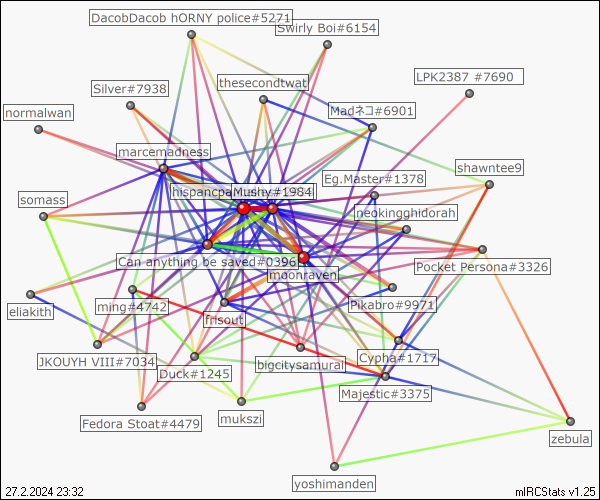 DacobDacob hORNY police#5271
Swirly Boi#6154
LPK2387 #7690
Silver#7938
thesecondtwat
Madネコ#6901
normalwan
marcemadness
Eg.Master#1378
shawntee9
hispancpa
Mushy#1984
somass
neokingghidorah
Can anything be saved#0396
moonraven
Pocket Persona#3326
eliakith
ming#4742
frisout
Pikabro#9971
JKOUYH VIII#7034
Duck#1245
bigcitysamurai
Cypha#1717
Majestic#3375
Fedora Stoat#4479
mukszi
zebula
yoshimanden
27.2.2024 23:32
mIRCStats v1.25